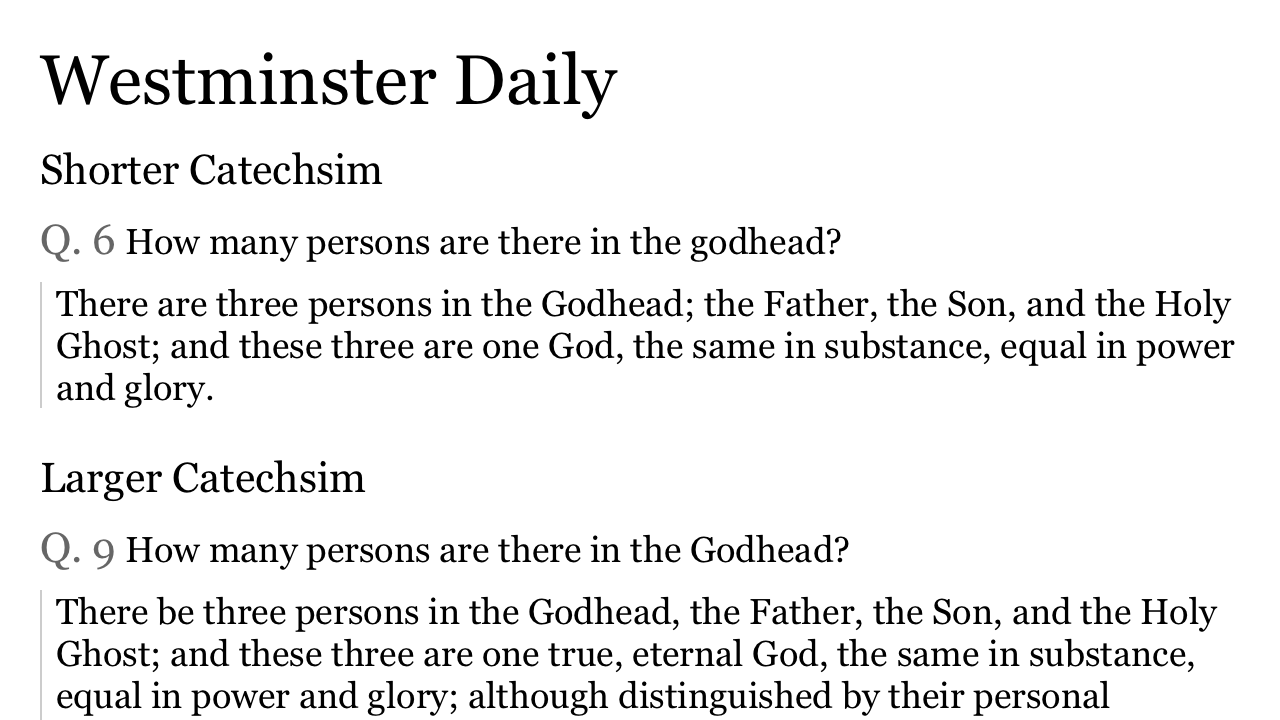 Westminster Daily
Shorter Catechsim
Q. 6 How many persons are there in the godhead?
There are three persons in the Godhead; the Father, the Son, and the Holy
Ghost; and these three are one God, the same in substance, equal in power
and glory.
Larger Catechsim
Q. 9 How many persons are there in the Godhead?
There be three persons in the Godhead, the Father, the Son, and the Holy
Ghost; and these three are one true, eternal God, the same in substance,
equal in power and glory; although distinguished by their personal